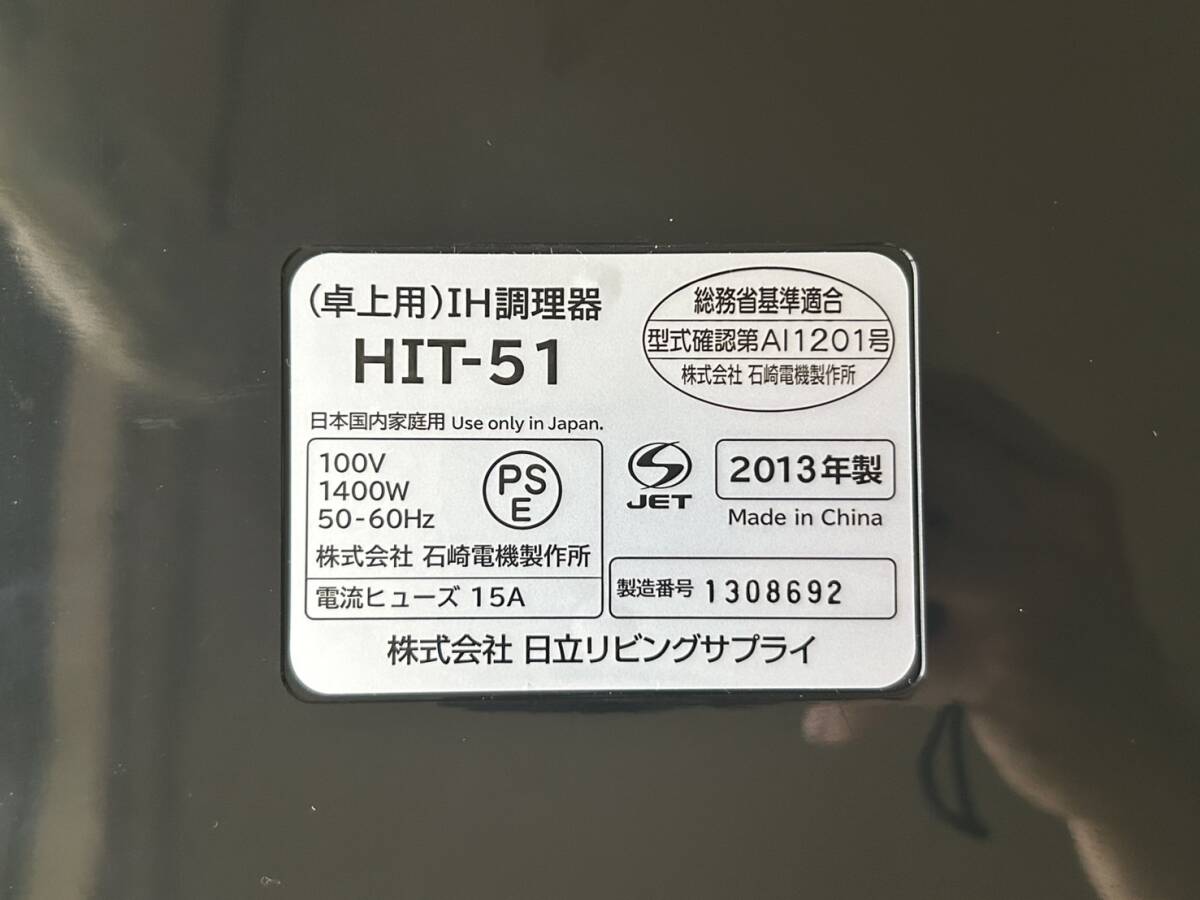 (卓上用)IH調理器
HIT-51
総務省基準適合
型式確認第AI1201号
株式会社 石崎電機製作所
日本国内家庭用 Use only in Japan.
100V
1400W
50-60Hz
PS
E
株式会社 石崎電機製作所
電流ヒューズ 15A
S
JET
2013年製
Made in China
製造番号 1308692
株式会社 日立リビングサプライ